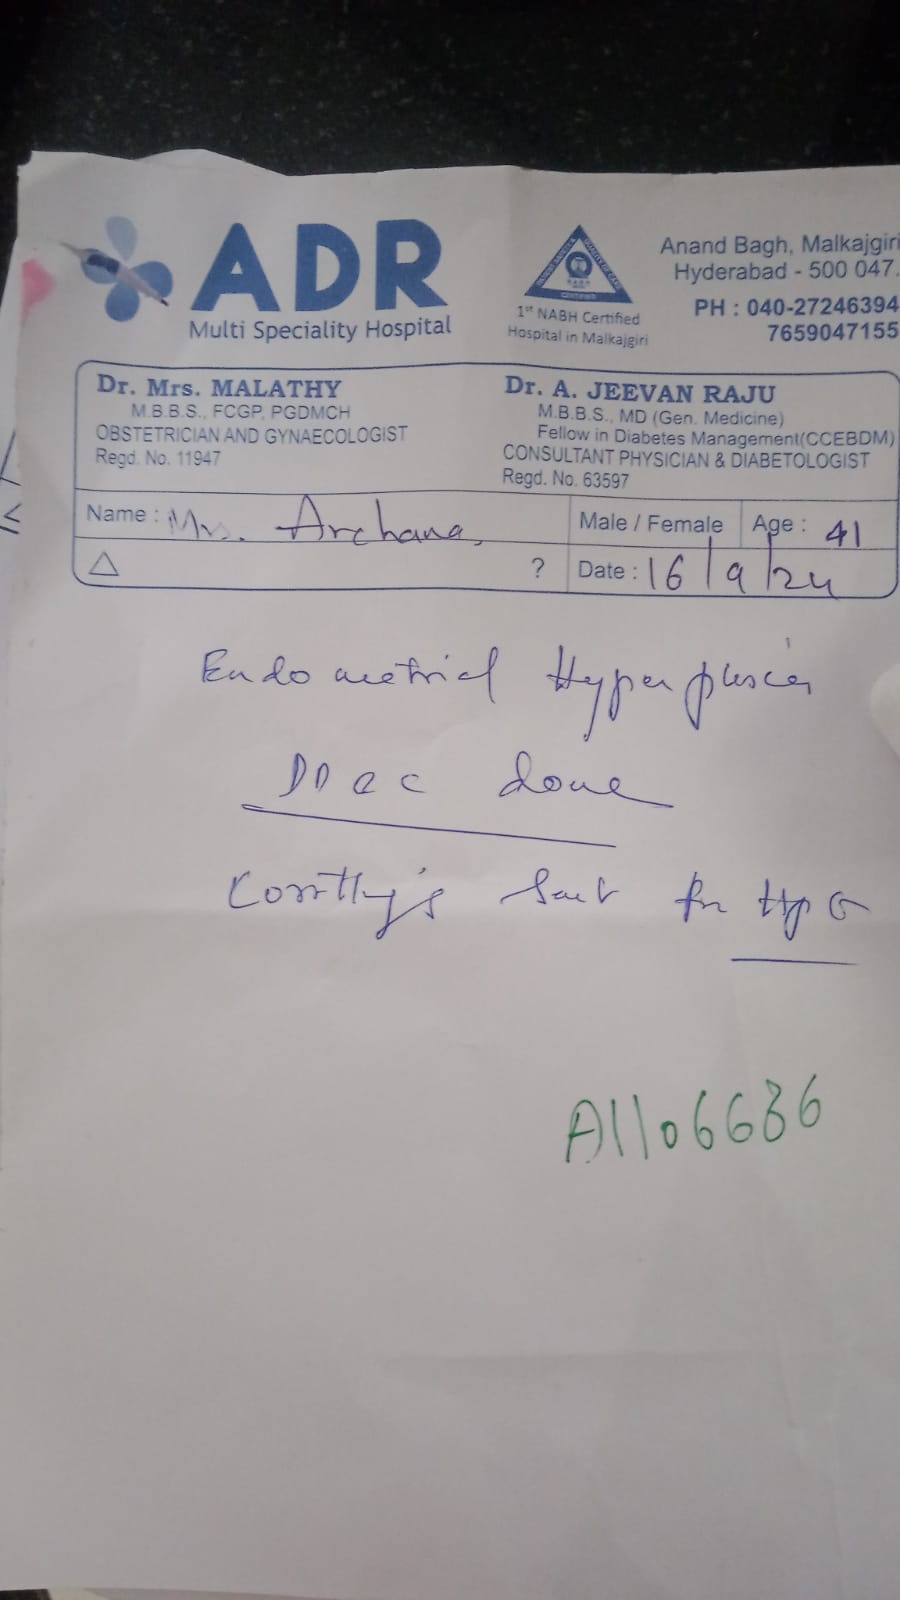 ADR
Multi Speciality Hospital
1st NABH Certified
Hospital in Malkajgiri
Anand Bagh, Malkajgiri
Hyderabad - 500 047.
PH : 040-27246394
7659047155
Dr. Mrs. MALATHY
M.B.B.S., FCGP, PGDMCH
OBSTETRICIAN AND GYNAECOLOGIST
Regd. No. 11947
Dr. A. JEEVAN RAJU
M.B.B.S., MD (Gen. Medicine)
Fellow in Diabetes Management(CCEBDM)
CONSULTANT PHYSICIAN & DIABETOLOGIST
Regd. No. 63597
Name : Mrs. Archana,
Male / Female Age : 41
△ ? Date : 16/9/24
Endometrial Hyperplasia
D&C done
sent for
A1106636